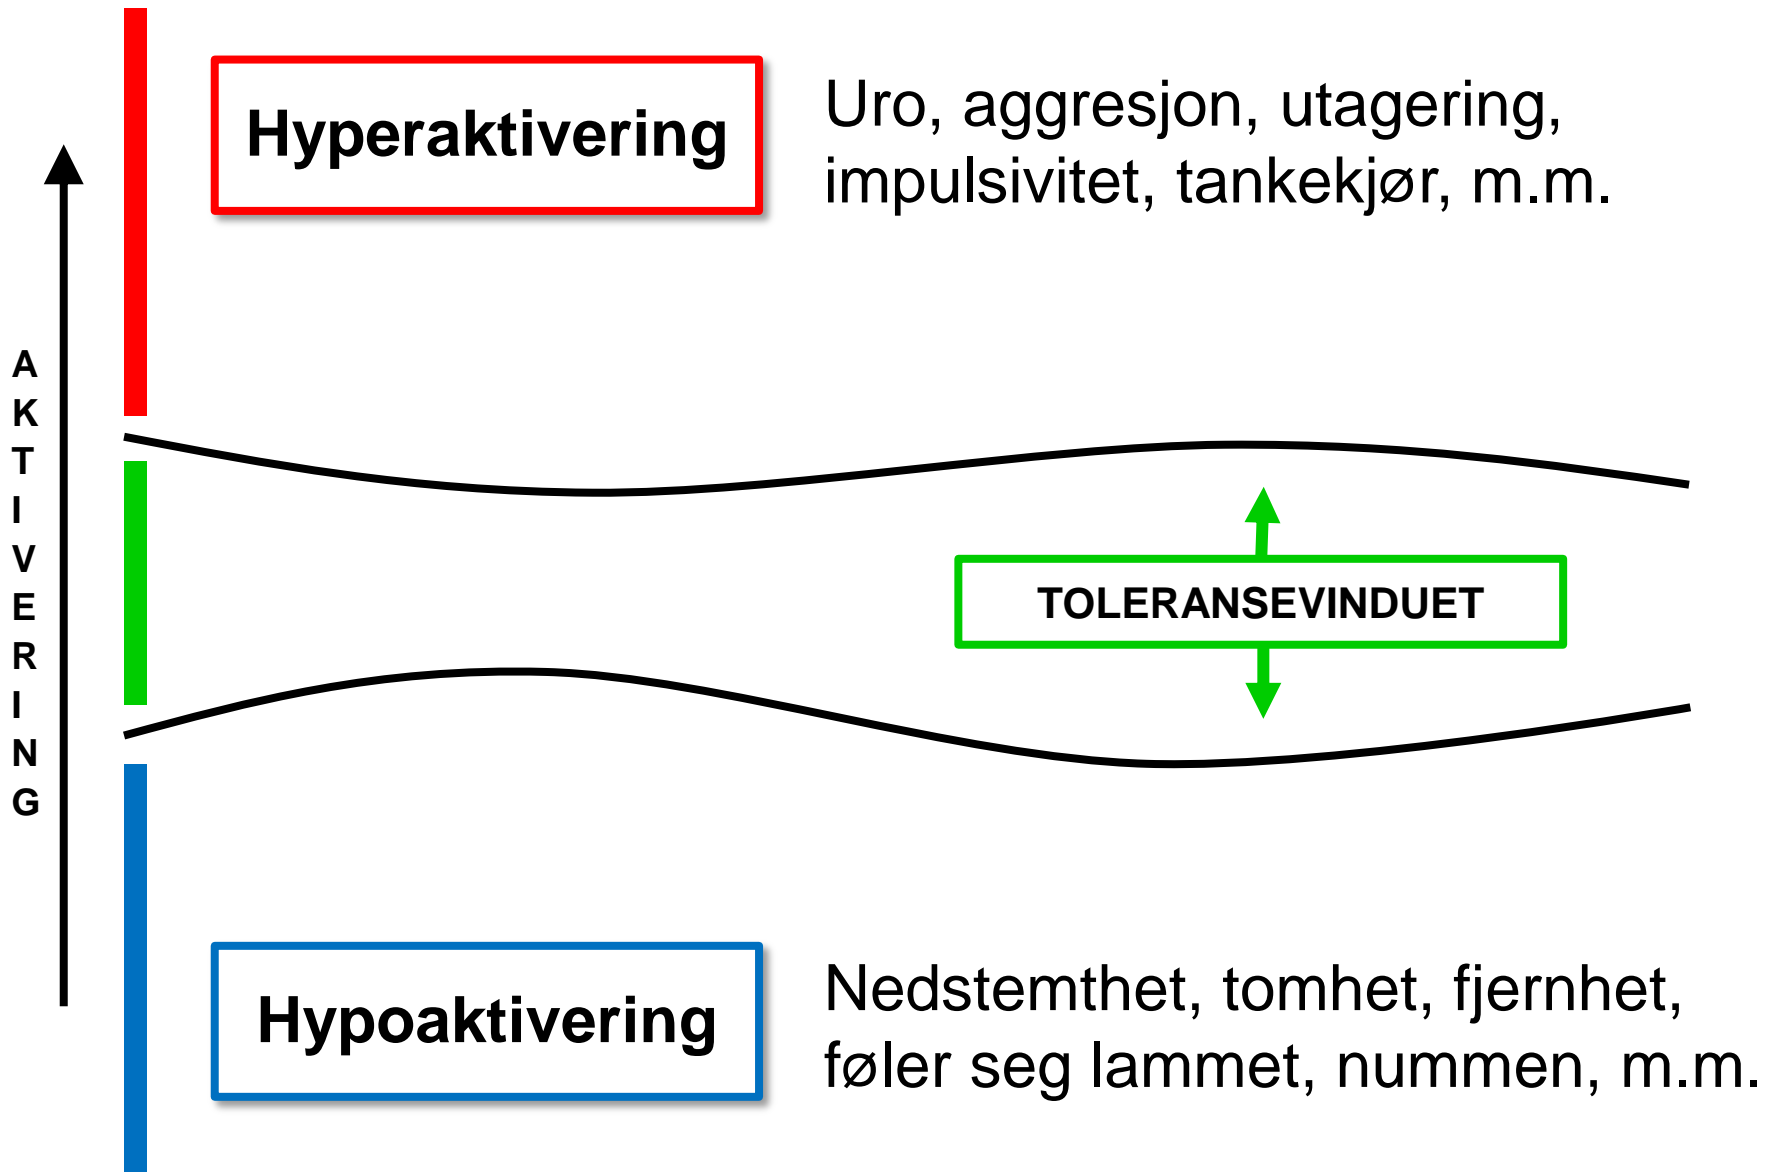 Hyperaktivering
Uro, aggresjon, utagering,
impulsivitet, tankekjør, m.m.
AKTIVERING
TOLERANSEVINDUET
Hypoaktivering
Nedstemthet, tomhet, fjernhet,
føler seg lammet, nummen, m.m.